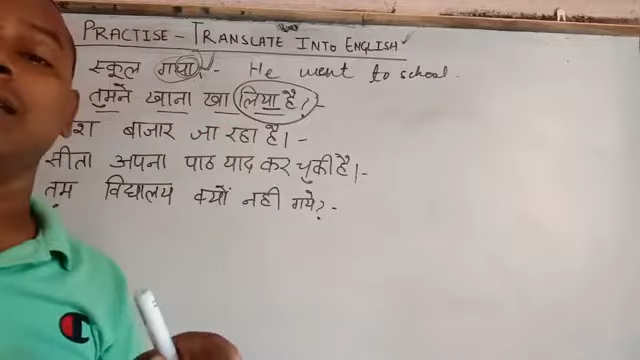 PRACTISE - TRANSLATE INTO ENGLISH
स्कूल गया।- He went to school.
तुमने खाना खा लिया है।-
बाजार जा रहा है।-
सीता अपना पाठ याद कर चुकी है।-
तुम विद्यालय क्यों नही गये?-